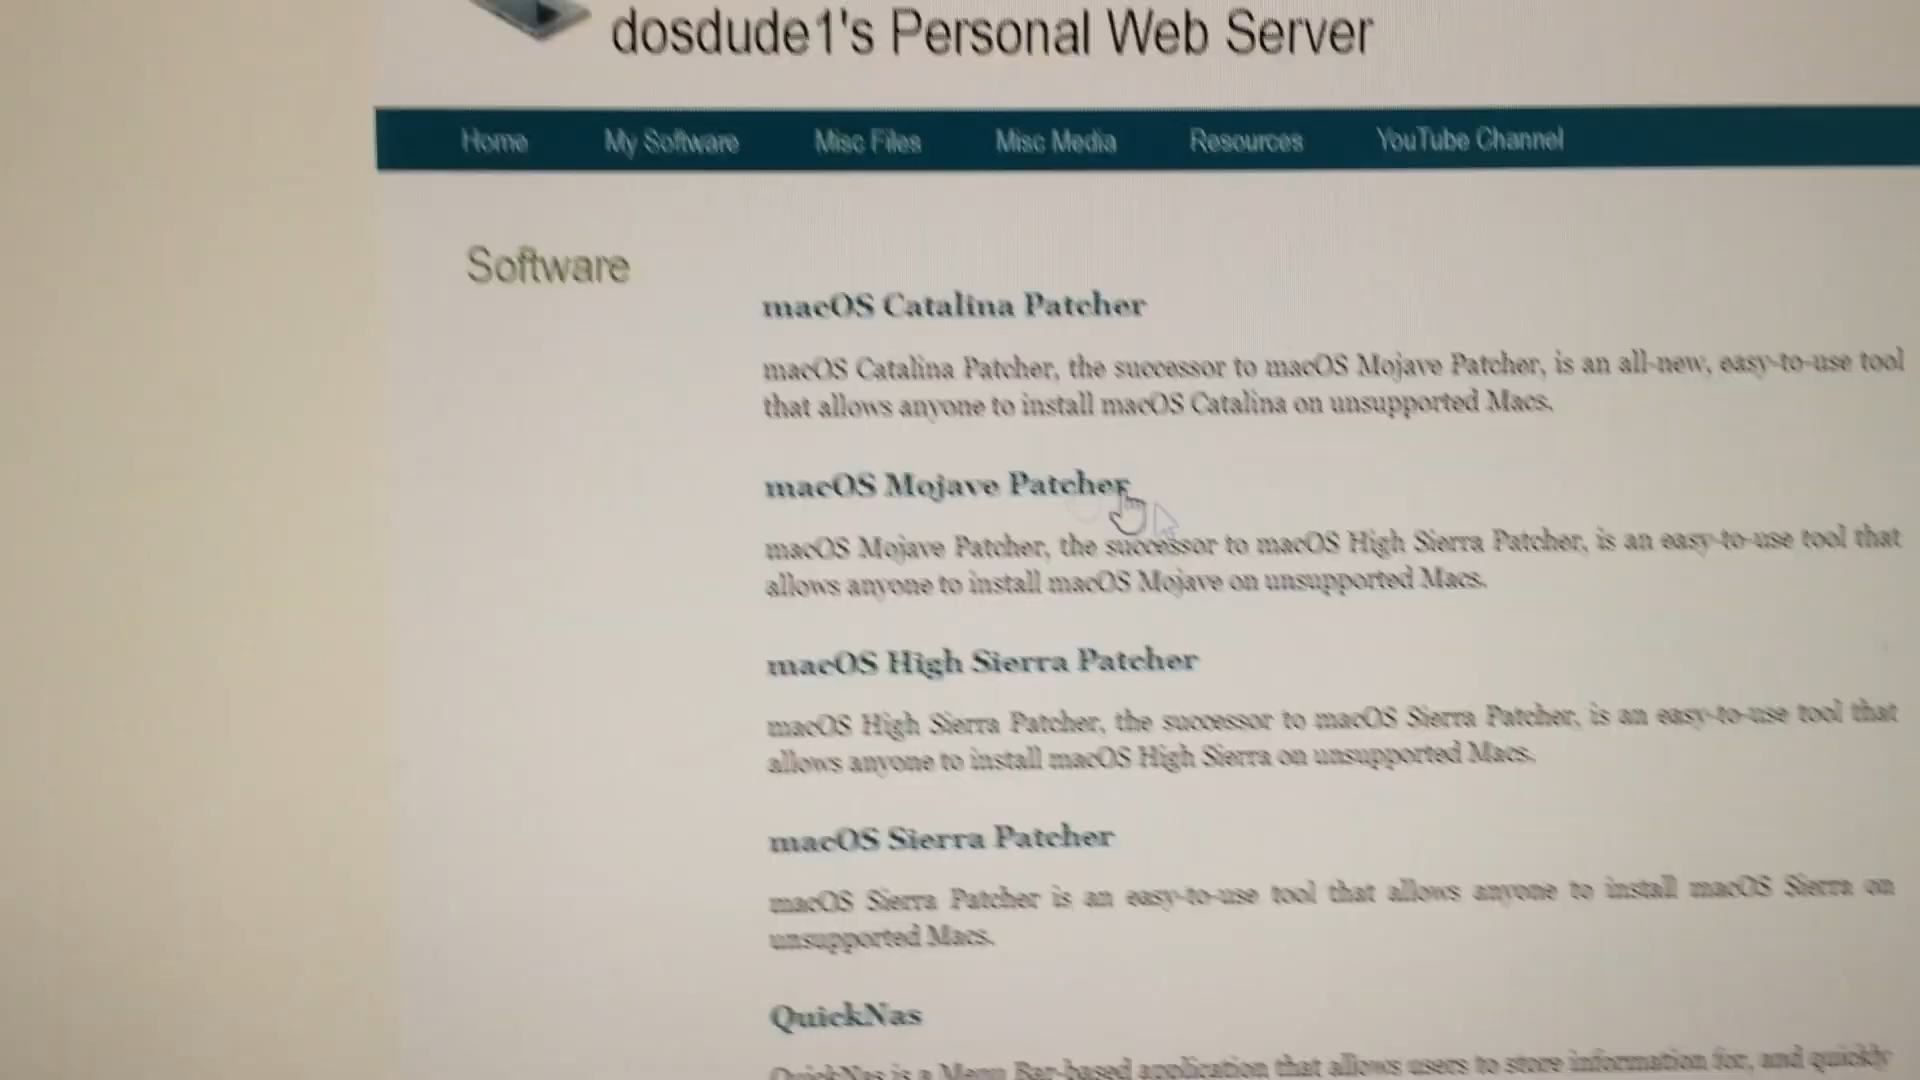 dosdude1's Personal Web Server
Home My Software Misc Files Misc Media Resources YouTube Channel
Software
macOS Catalina Patcher
macOS Catalina Patcher, the successor to macOS Mojave Patcher, is an all-new, easy-to-use tool
that allows anyone to install macOS Catalina on unsupported Macs.
macOS Mojave Patcher
macOS Mojave Patcher, the successor to macOS High Sierra Patcher, is an easy-to-use tool that
allows anyone to install macOS Mojave on unsupported Macs.
macOS High Sierra Patcher
macOS High Sierra Patcher, the successor to macOS Sierra Patcher, is an easy-to-use tool that
allows anyone to install macOS High Sierra on unsupported Macs.
macOS Sierra Patcher
macOS Sierra Patcher is an easy-to-use tool that allows anyone to install macOS Sierra on
unsupported Macs.
QuickNas
QuickNas is a Menu Bar-based application that allows users to store information for, and quickly